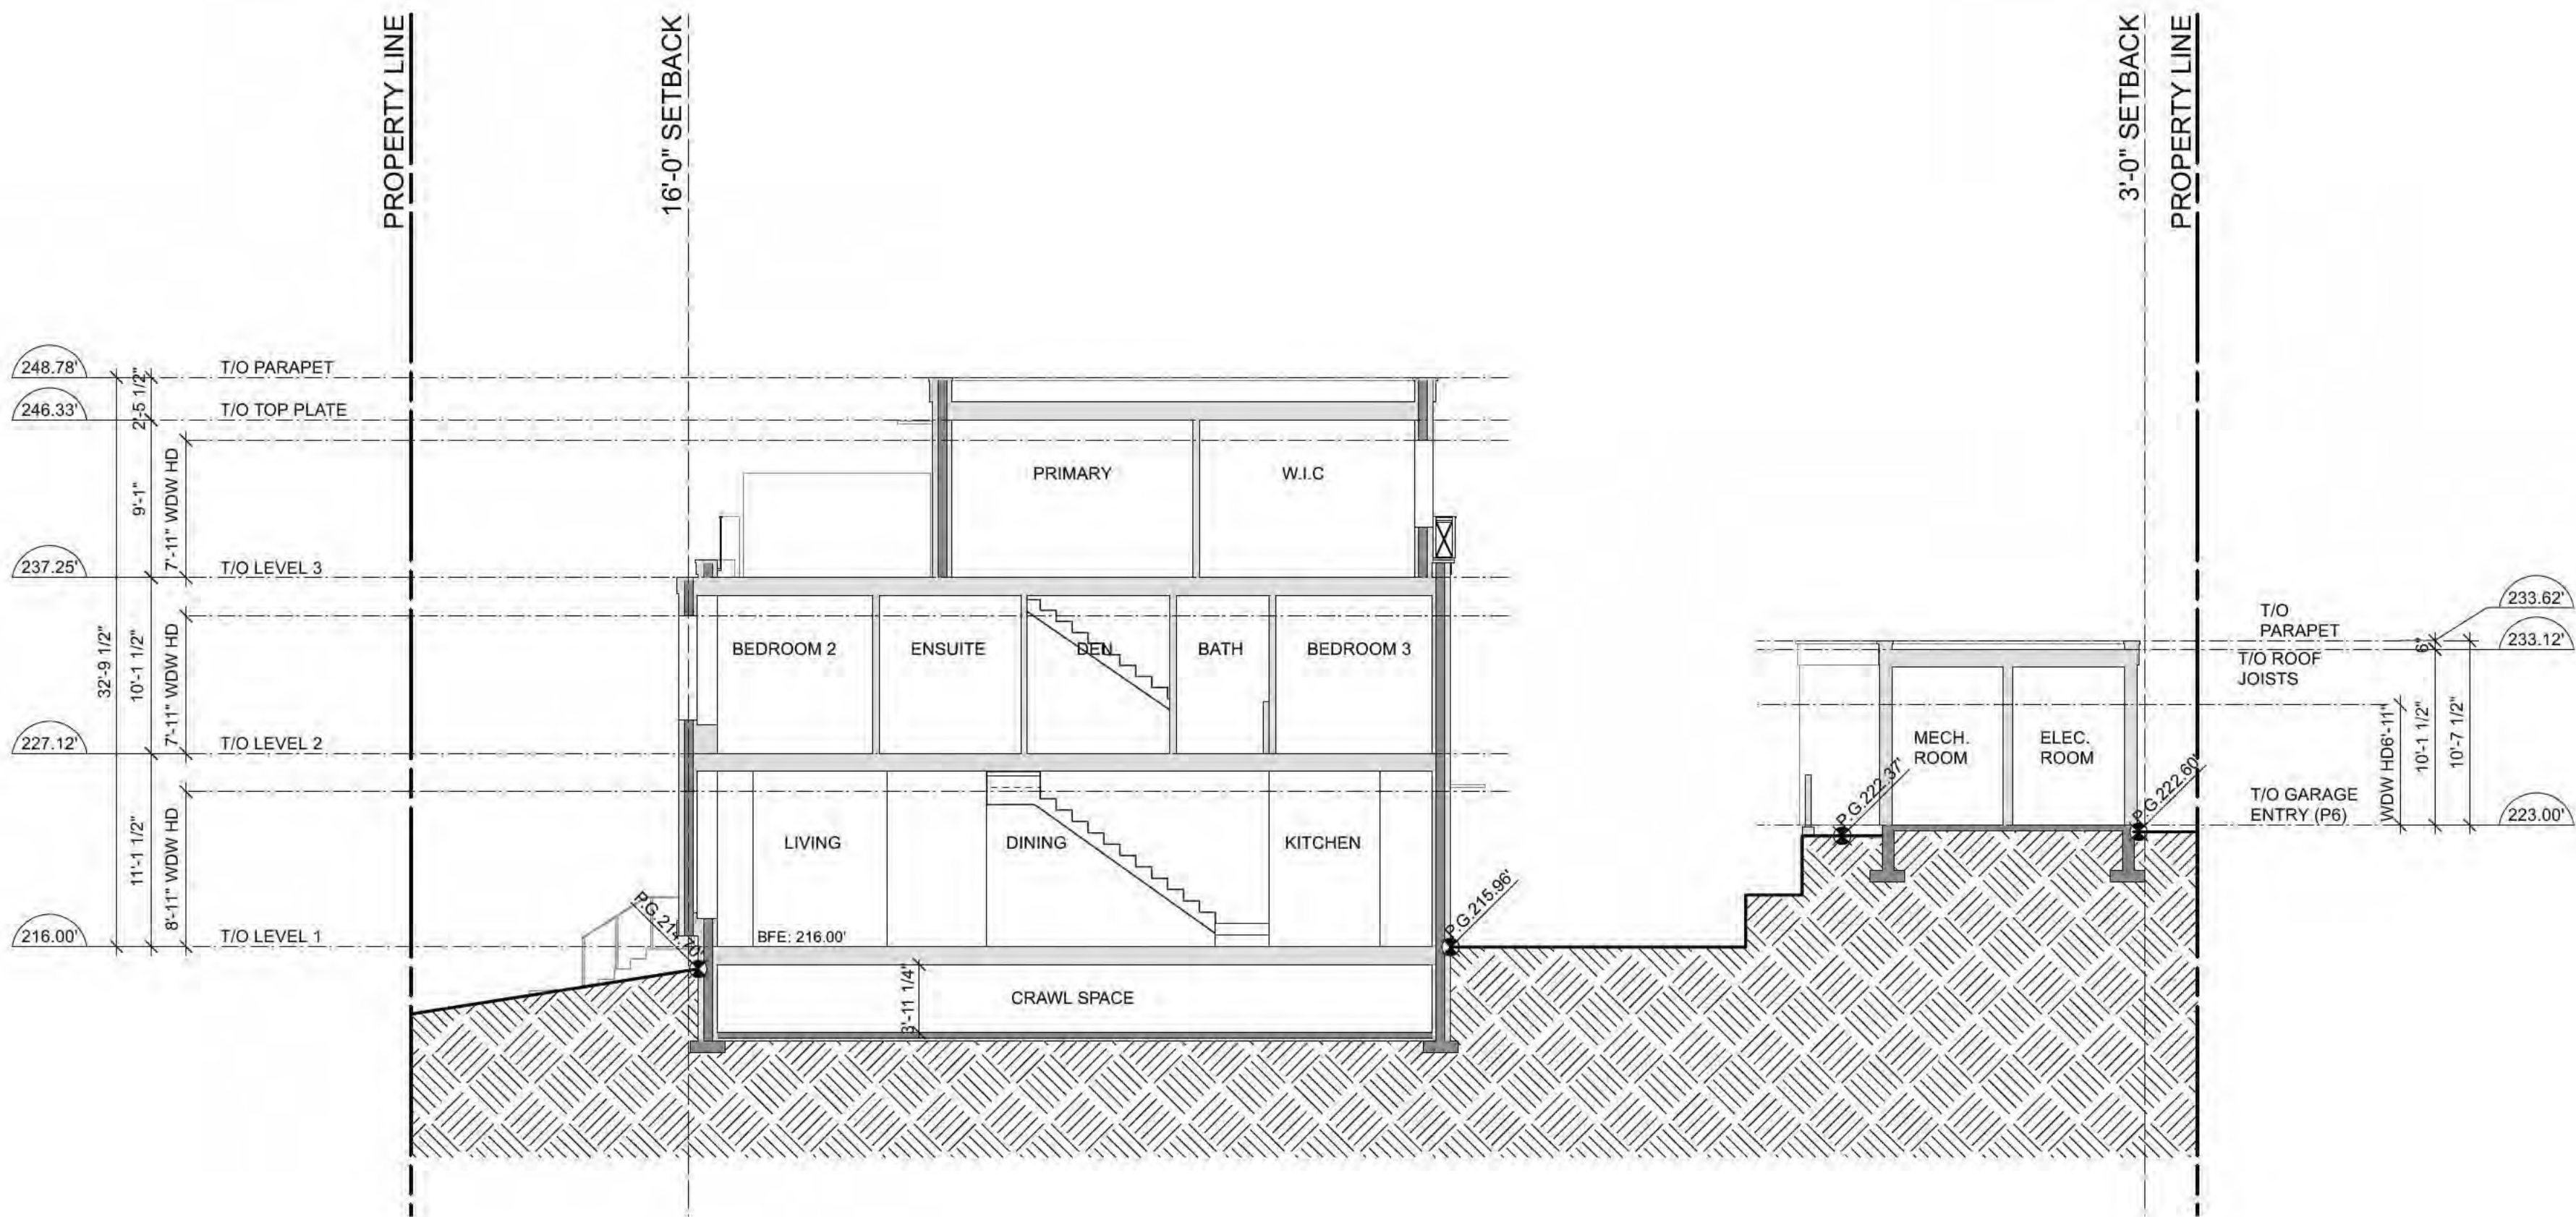 PROPERTY LINE
16'-0" SETBACK
3'-0" SETBACK
PROPERTY LINE
248.78'
T/O PARAPET
2'-5 1/2"
246.33'
T/O TOP PLATE
9'-1"
7'-11" WDW HD
PRIMARY
W.I.C
237.25'
T/O LEVEL 3
32'-9 1/2"
10'-1 1/2"
7'-11" WDW HD
BEDROOM 2
ENSUITE
DEN
BATH
BEDROOM 3
227.12'
T/O LEVEL 2
11'-1 1/2"
8'-11" WDW HD
LIVING
DINING
KITCHEN
216.00'
T/O LEVEL 1
P.G.214.70'
BFE: 216.00'
P.G.215.96'
3'-11 1/4"
CRAWL SPACE
T/O
PARAPET
233.62'
6"
233.12'
T/O ROOF
JOISTS
MECH.
ROOM
ELEC.
ROOM
P.G.222.37'
P.G.222.60'
WDW HD6'-11"
10'-1 1/2"
10'-7 1/2"
T/O GARAGE
ENTRY (P6)
223.00'